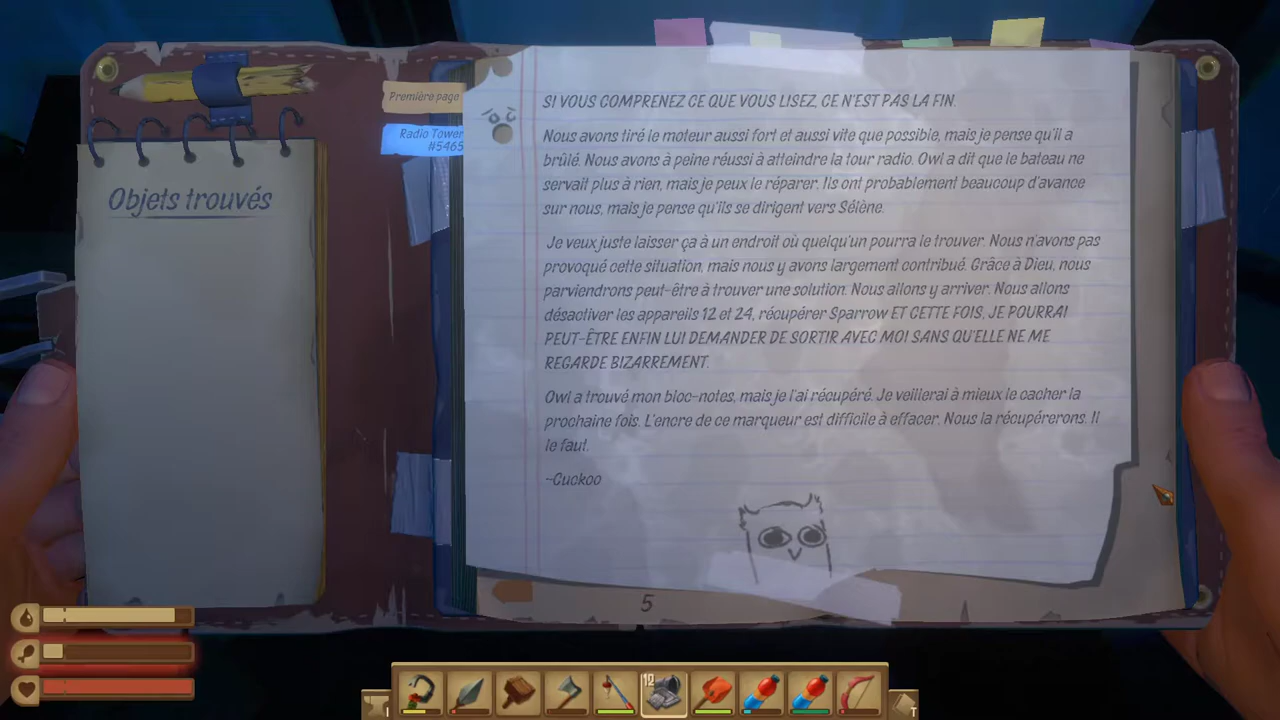 Première page
Radio Tower
#5465
Objets trouvés
SI VOUS COMPRENEZ CE QUE VOUS LISEZ, CE N'EST PAS LA FIN.
Nous avons tiré le moteur aussi fort et aussi vite que possible, mais je pense qu'il a
brûlé. Nous avons à peine réussi à atteindre la tour radio. Owl a dit que le bateau ne
servait plus à rien, mais je peux le réparer. Ils ont probablement beaucoup d'avance
sur nous, mais je pense qu'ils se dirigent vers Sélène.
Je veux juste laisser ça à un endroit où quelqu'un pourra le trouver. Nous n'avons pas
provoqué cette situation, mais nous y avons largement contribué. Grâce à Dieu, nous
parviendrons peut-être à trouver une solution. Nous allons y arriver. Nous allons
désactiver les appareils 12 et 24, récupérer Sparrow ET CETTE FOIS, JE POURRAI
PEUT-ÊTRE ENFIN LUI DEMANDER DE SORTIR AVEC MOI SANS QU'ELLE NE ME
REGARDE BIZARREMENT.
Owl a trouvé mon bloc-notes, mais je l'ai récupéré. Je veillerai à mieux le cacher la
prochaine fois. L'encre de ce marqueur est difficile à effacer. Nous la récupérerons. Il
le faut.
-Cuckoo
5
12
I
T